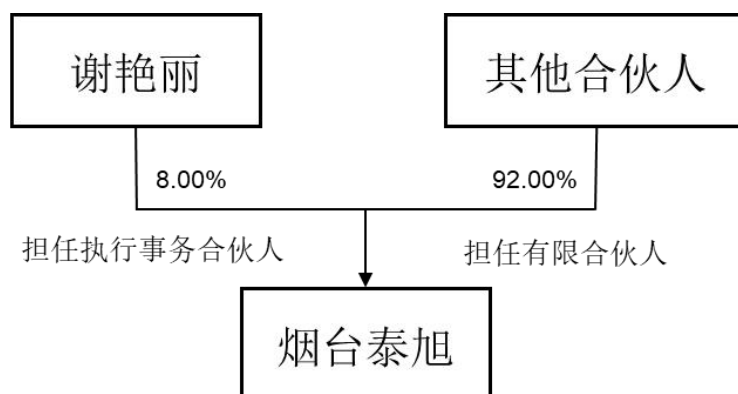 谢艳丽
其他合伙人
8.00%
92.00%
担任执行事务合伙人
担任有限合伙人
烟台泰旭